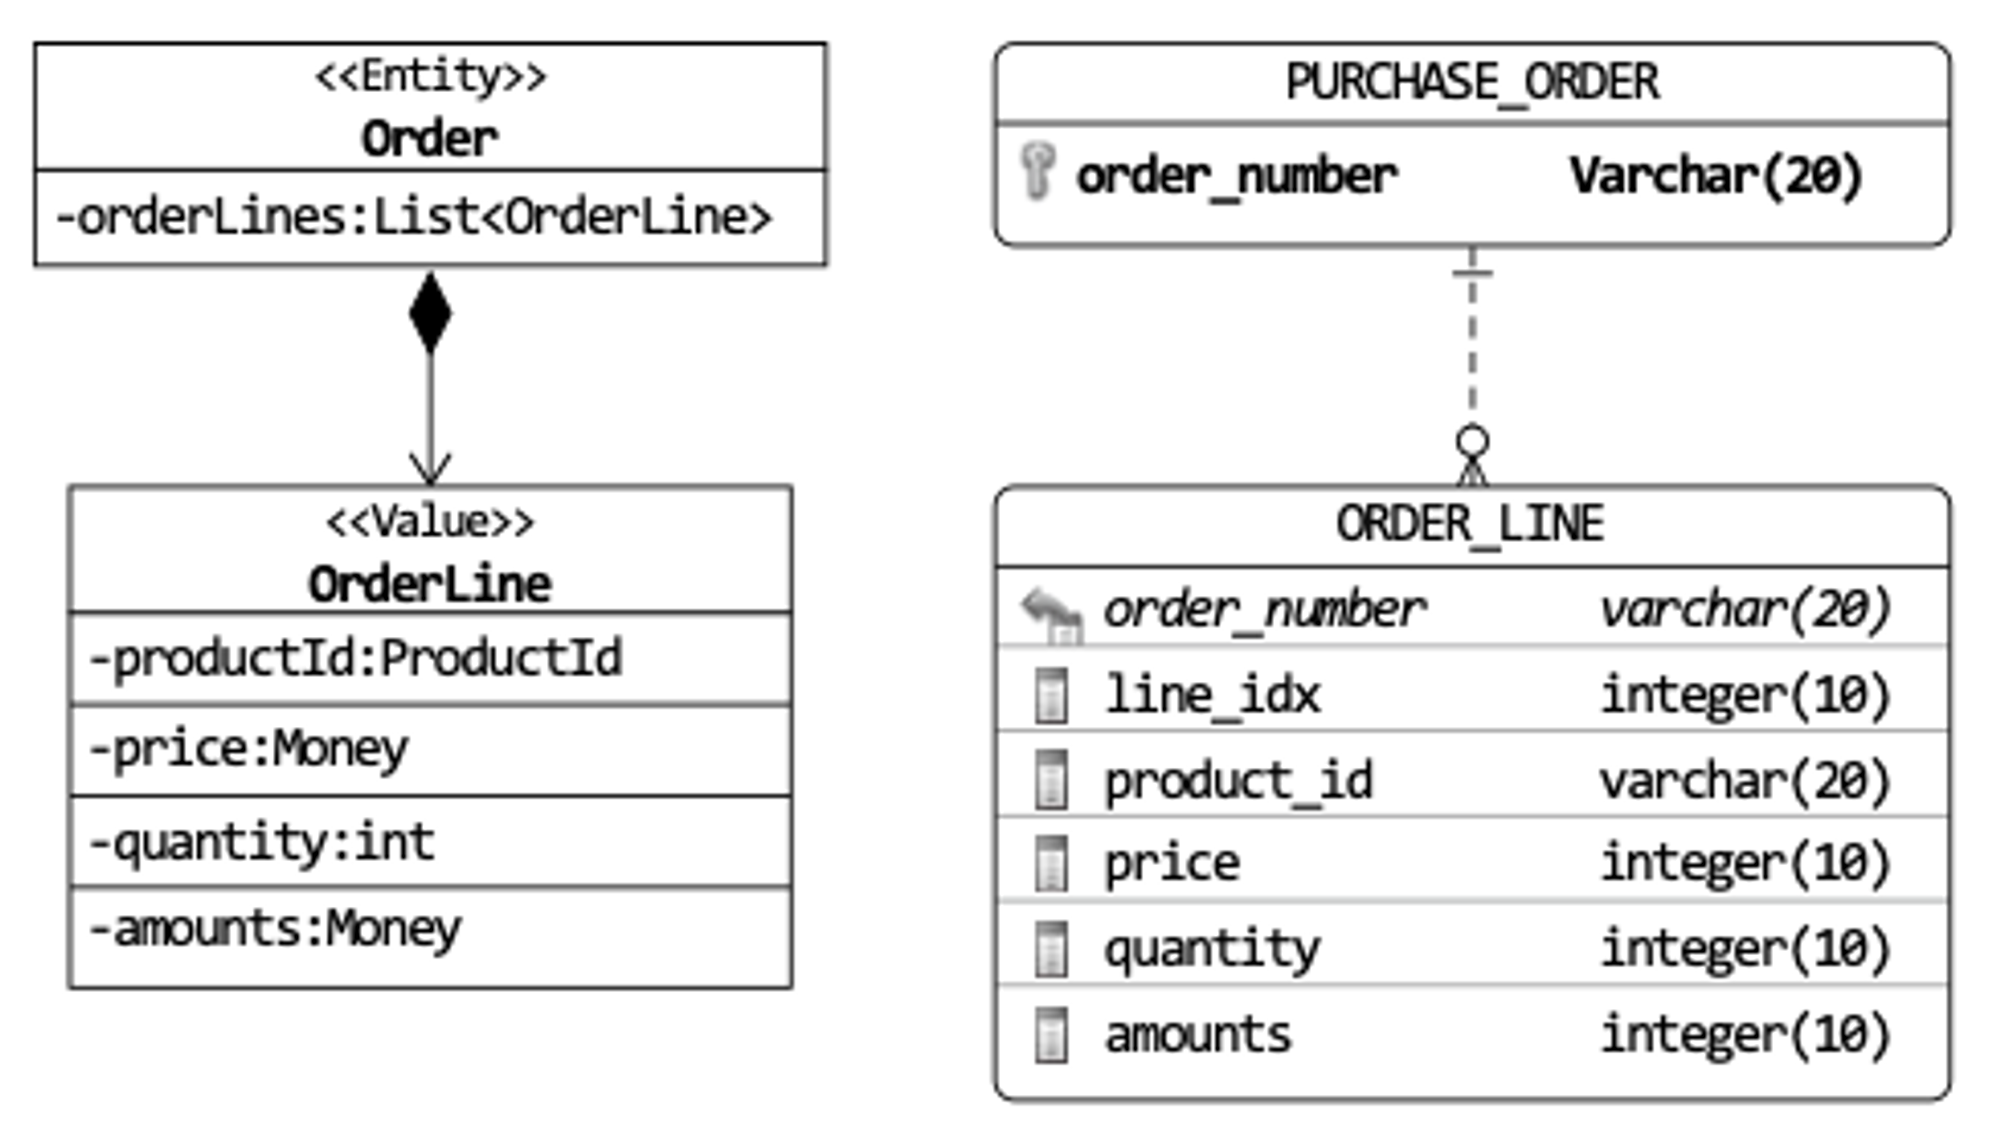 <<Entity>>
Order
-orderLines:List<OrderLine>
<<Value>>
OrderLine
-productId:ProductId
-price:Money
-quantity:int
-amounts:Money
PURCHASE_ORDER
order_number Varchar(20)
ORDER_LINE
order_number varchar(20)
line_idx integer(10)
product_id varchar(20)
price integer(10)
quantity integer(10)
amounts integer(10)